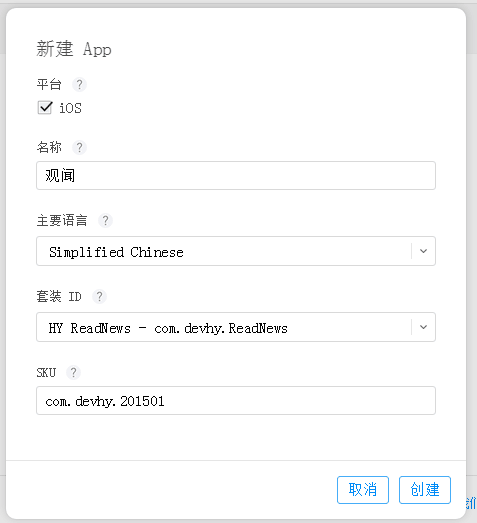 新建 App
平台 ?
iOS
名称 ?
观闻
主要语言 ?
Simplified Chinese
套装 ID ?
HY ReadNews - com.devhy.ReadNews
SKU ?
com.devhy.201501
取消 创建